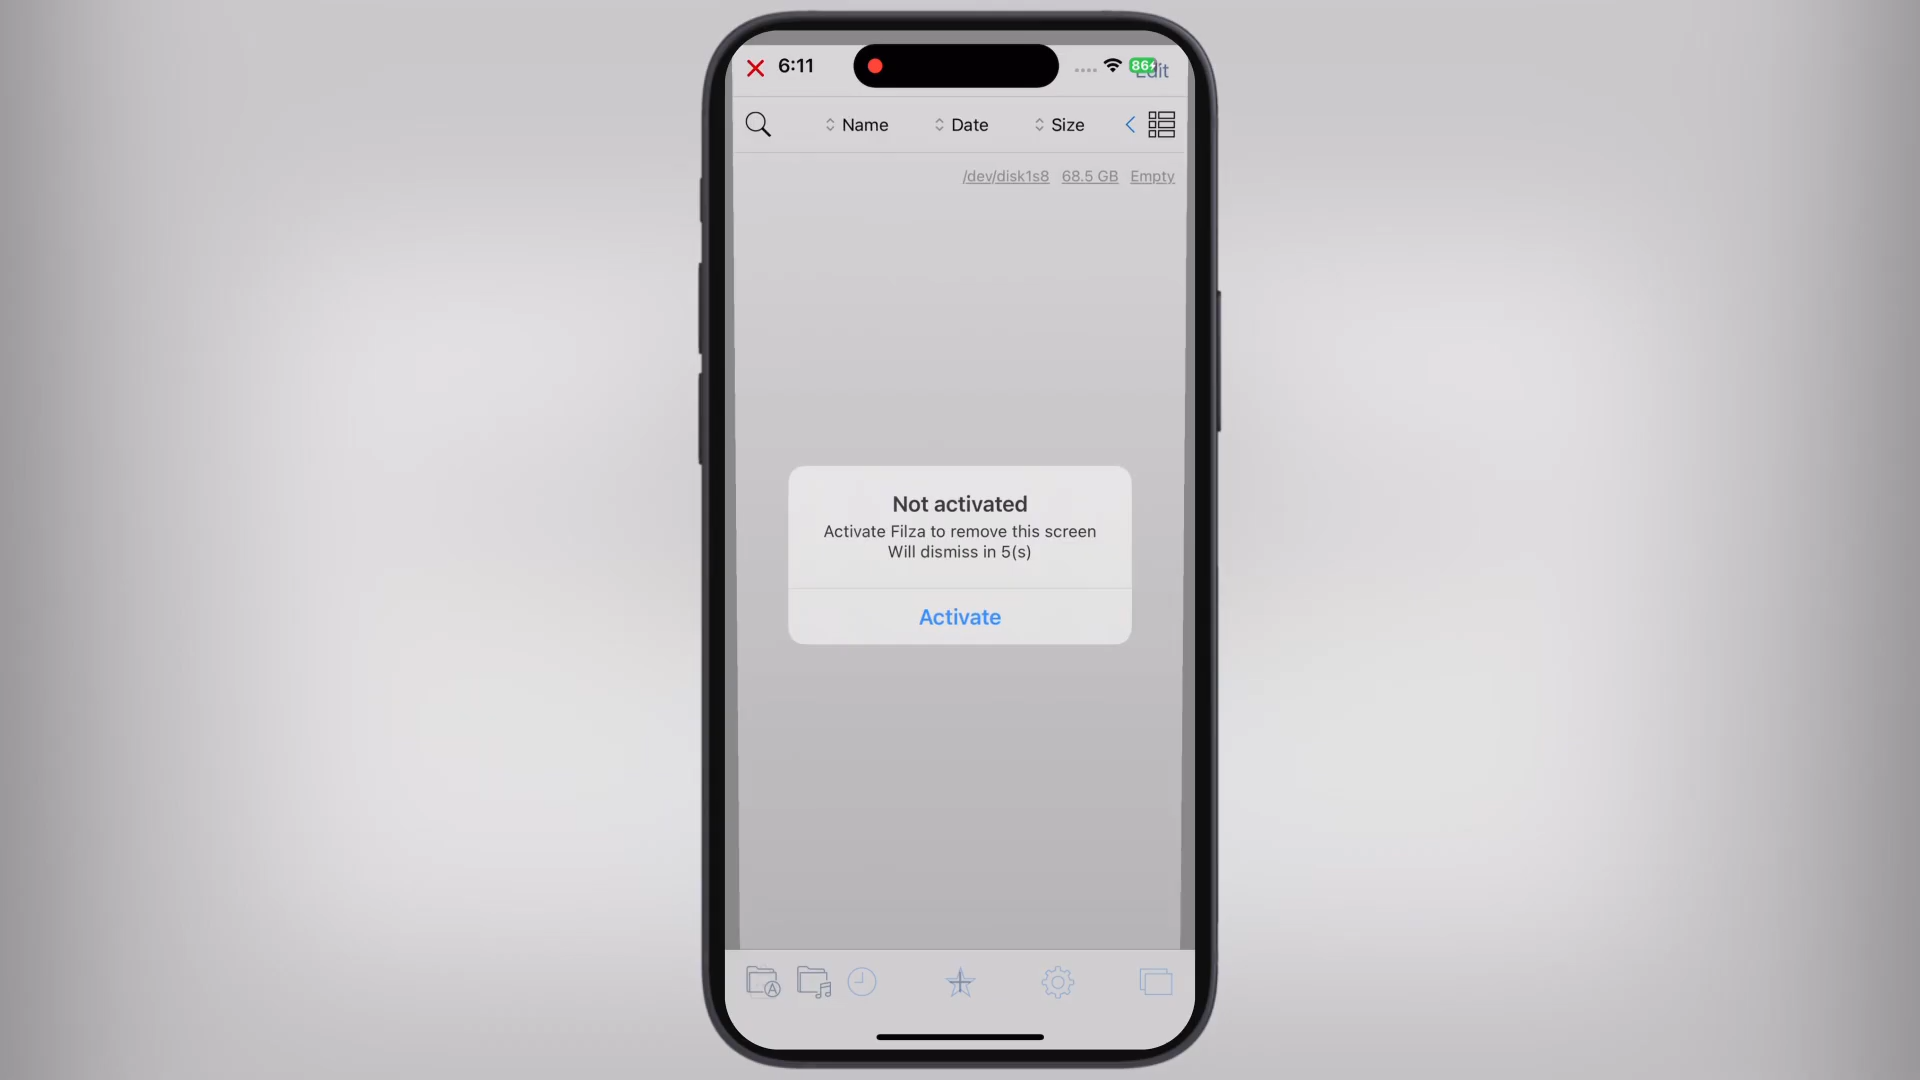 6:11
86
Edit
Name Date Size
/dev/disk1s8 68.5 GB Empty
Not activated
Activate Filza to remove this screen
Will dismiss in 5(s)
Activate
A